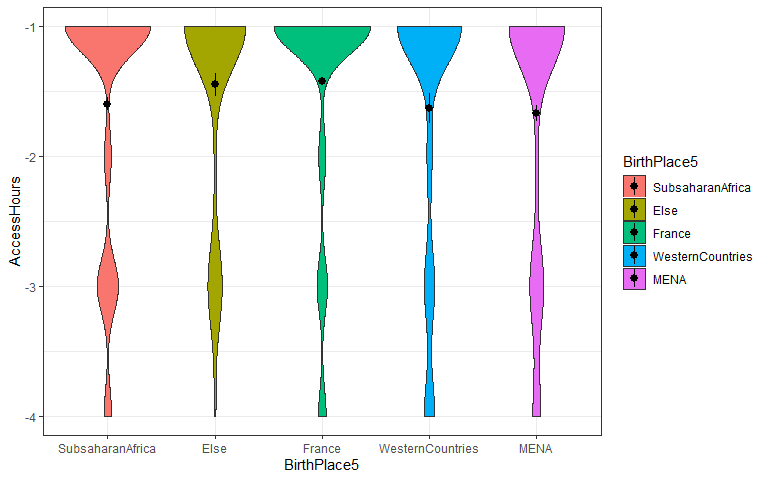 -1
-2
-3
-4
AccessHours
SubsaharanAfrica Else France WesternCountries MENA
BirthPlace5
BirthPlace5
SubsaharanAfrica
Else
France
WesternCountries
MENA